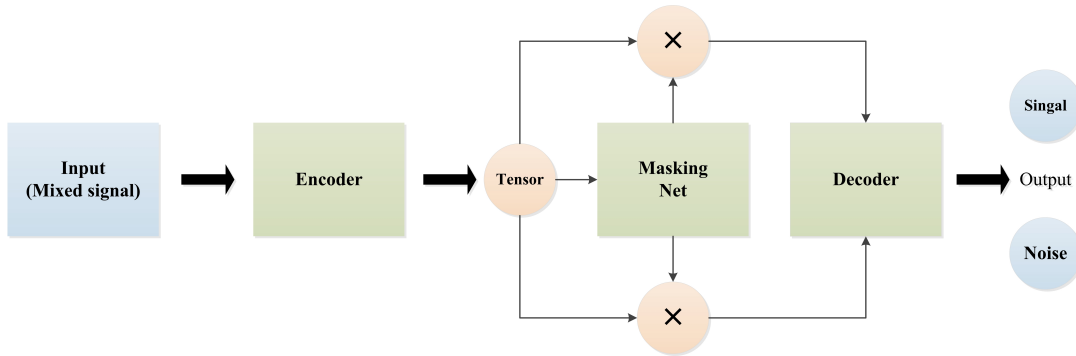 Input
(Mixed signal)
Encoder
Tensor
×
Masking
Net
×
Decoder
Singal
Output
Noise